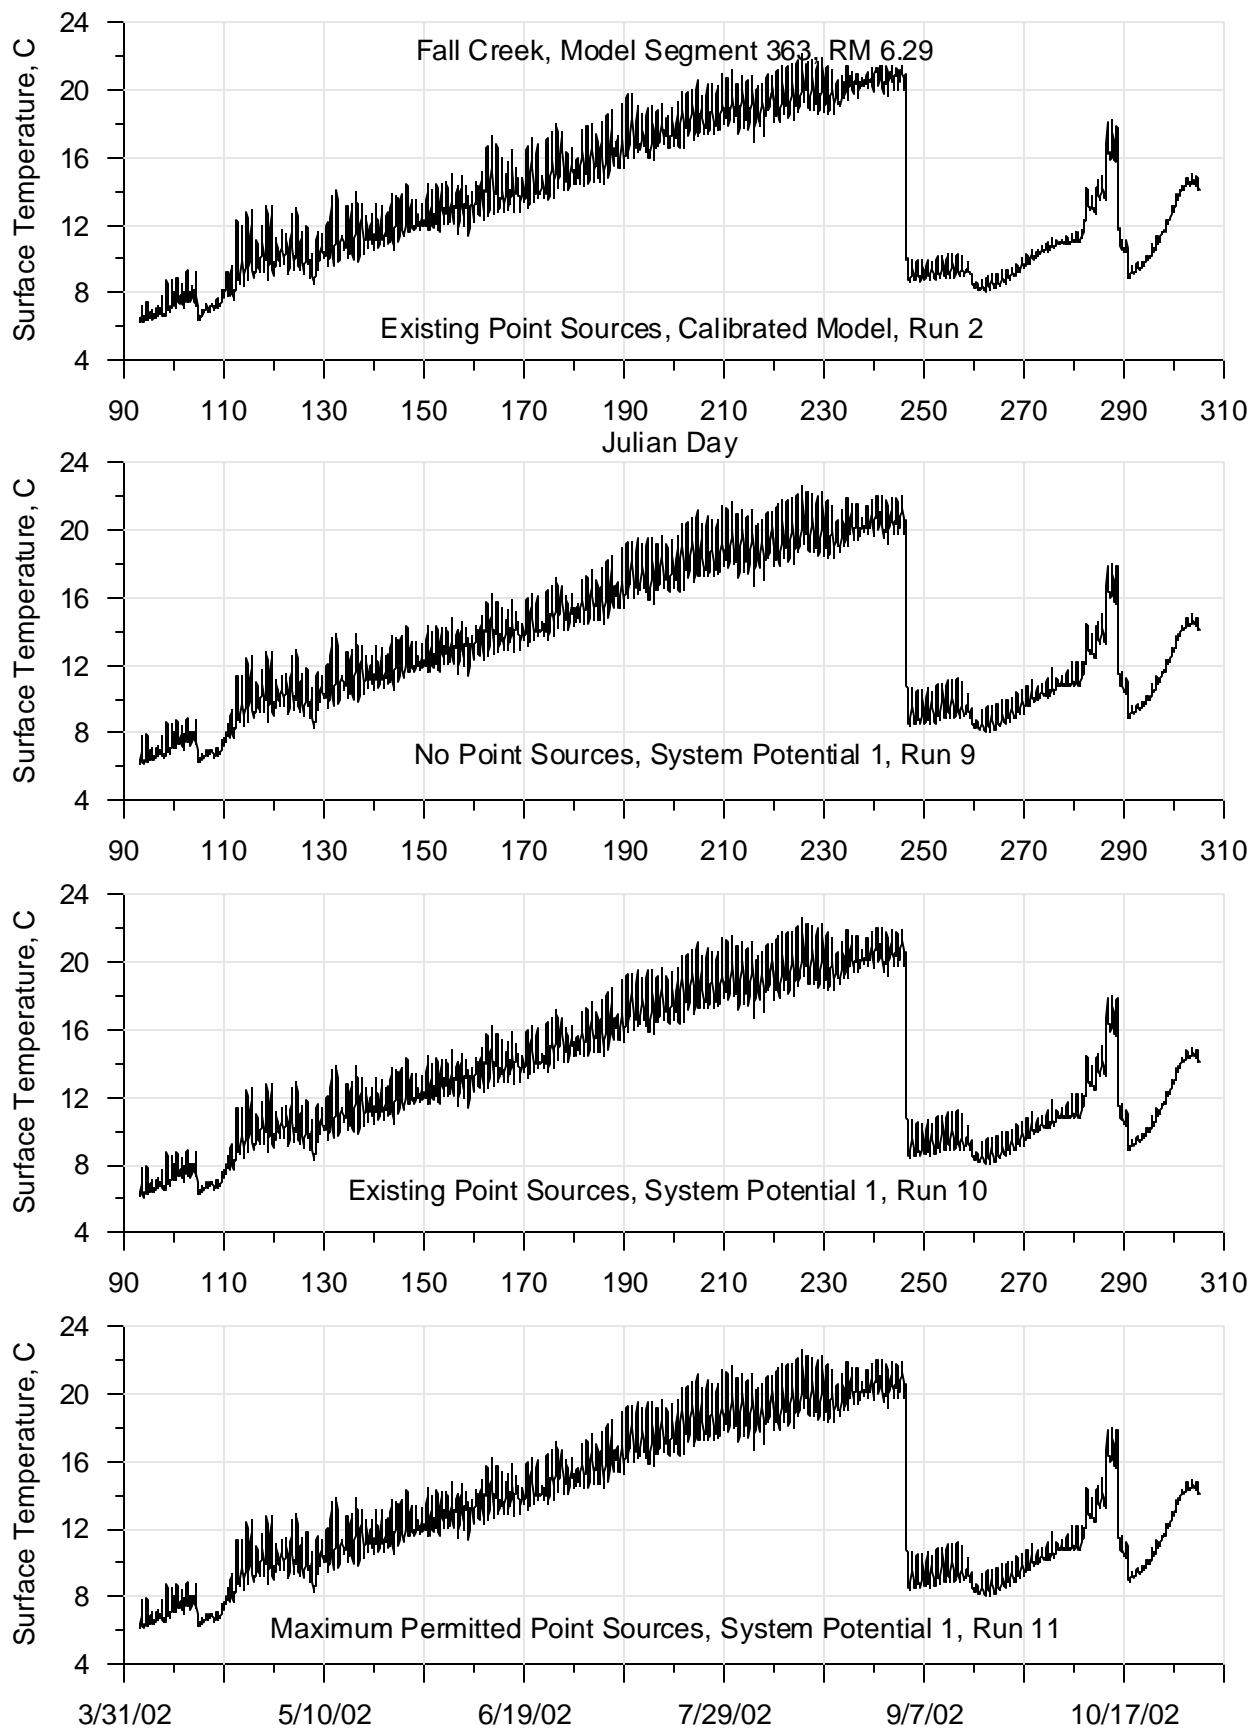 24
Fall Creek, Model Segment 363, RM 6.29
20
16
12
8
Existing Point Sources, Calibrated Model, Run 2
4
Surface Temperature, C
90 110 130 150 170 190 210 230 250 270 290 310
Julian Day
24
20
16
12
8
No Point Sources, System Potential 1, Run 9
4
Surface Temperature, C
90 110 130 150 170 190 210 230 250 270 290 310
24
20
16
12
8
Existing Point Sources, System Potential 1, Run 10
4
Surface Temperature, C
90 110 130 150 170 190 210 230 250 270 290 310
24
20
16
12
8
Maximum Permitted Point Sources, System Potential 1, Run 11
4
Surface Temperature, C
3/31/02 5/10/02 6/19/02 7/29/02 9/7/02 10/17/02